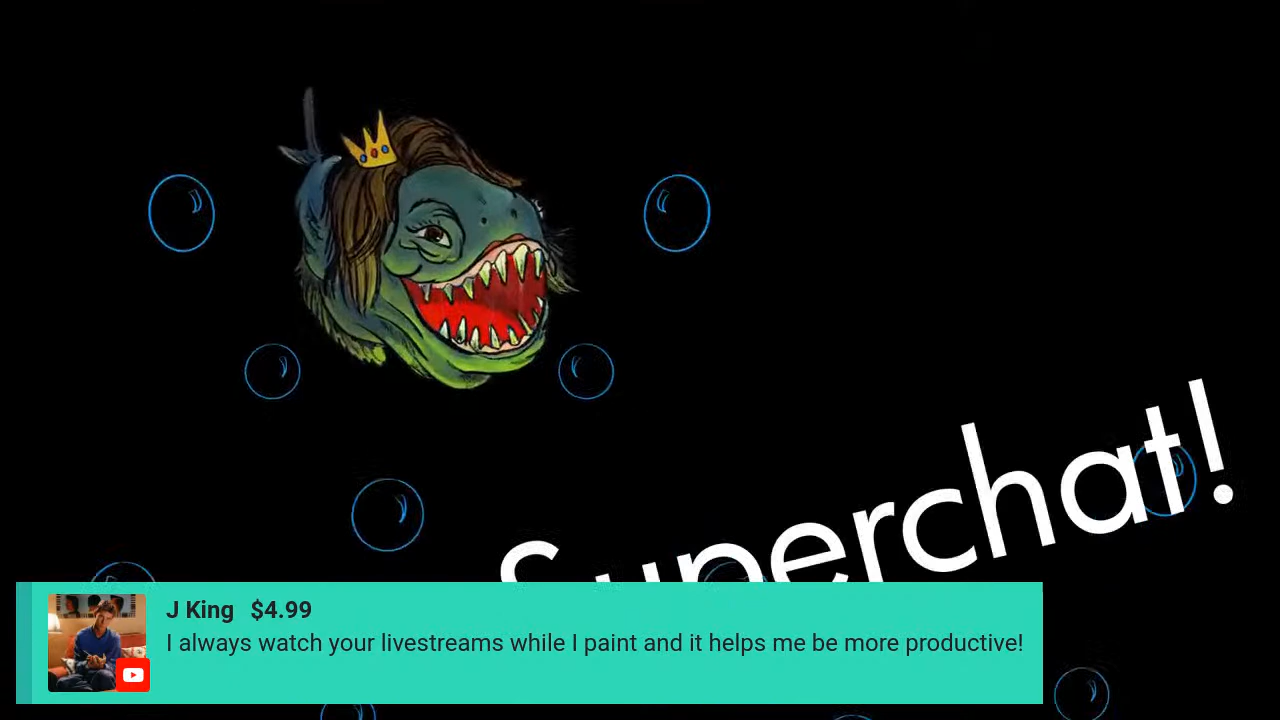 Superchat!
J King $4.99
I always watch your livestreams while I paint and it helps me be more productive!